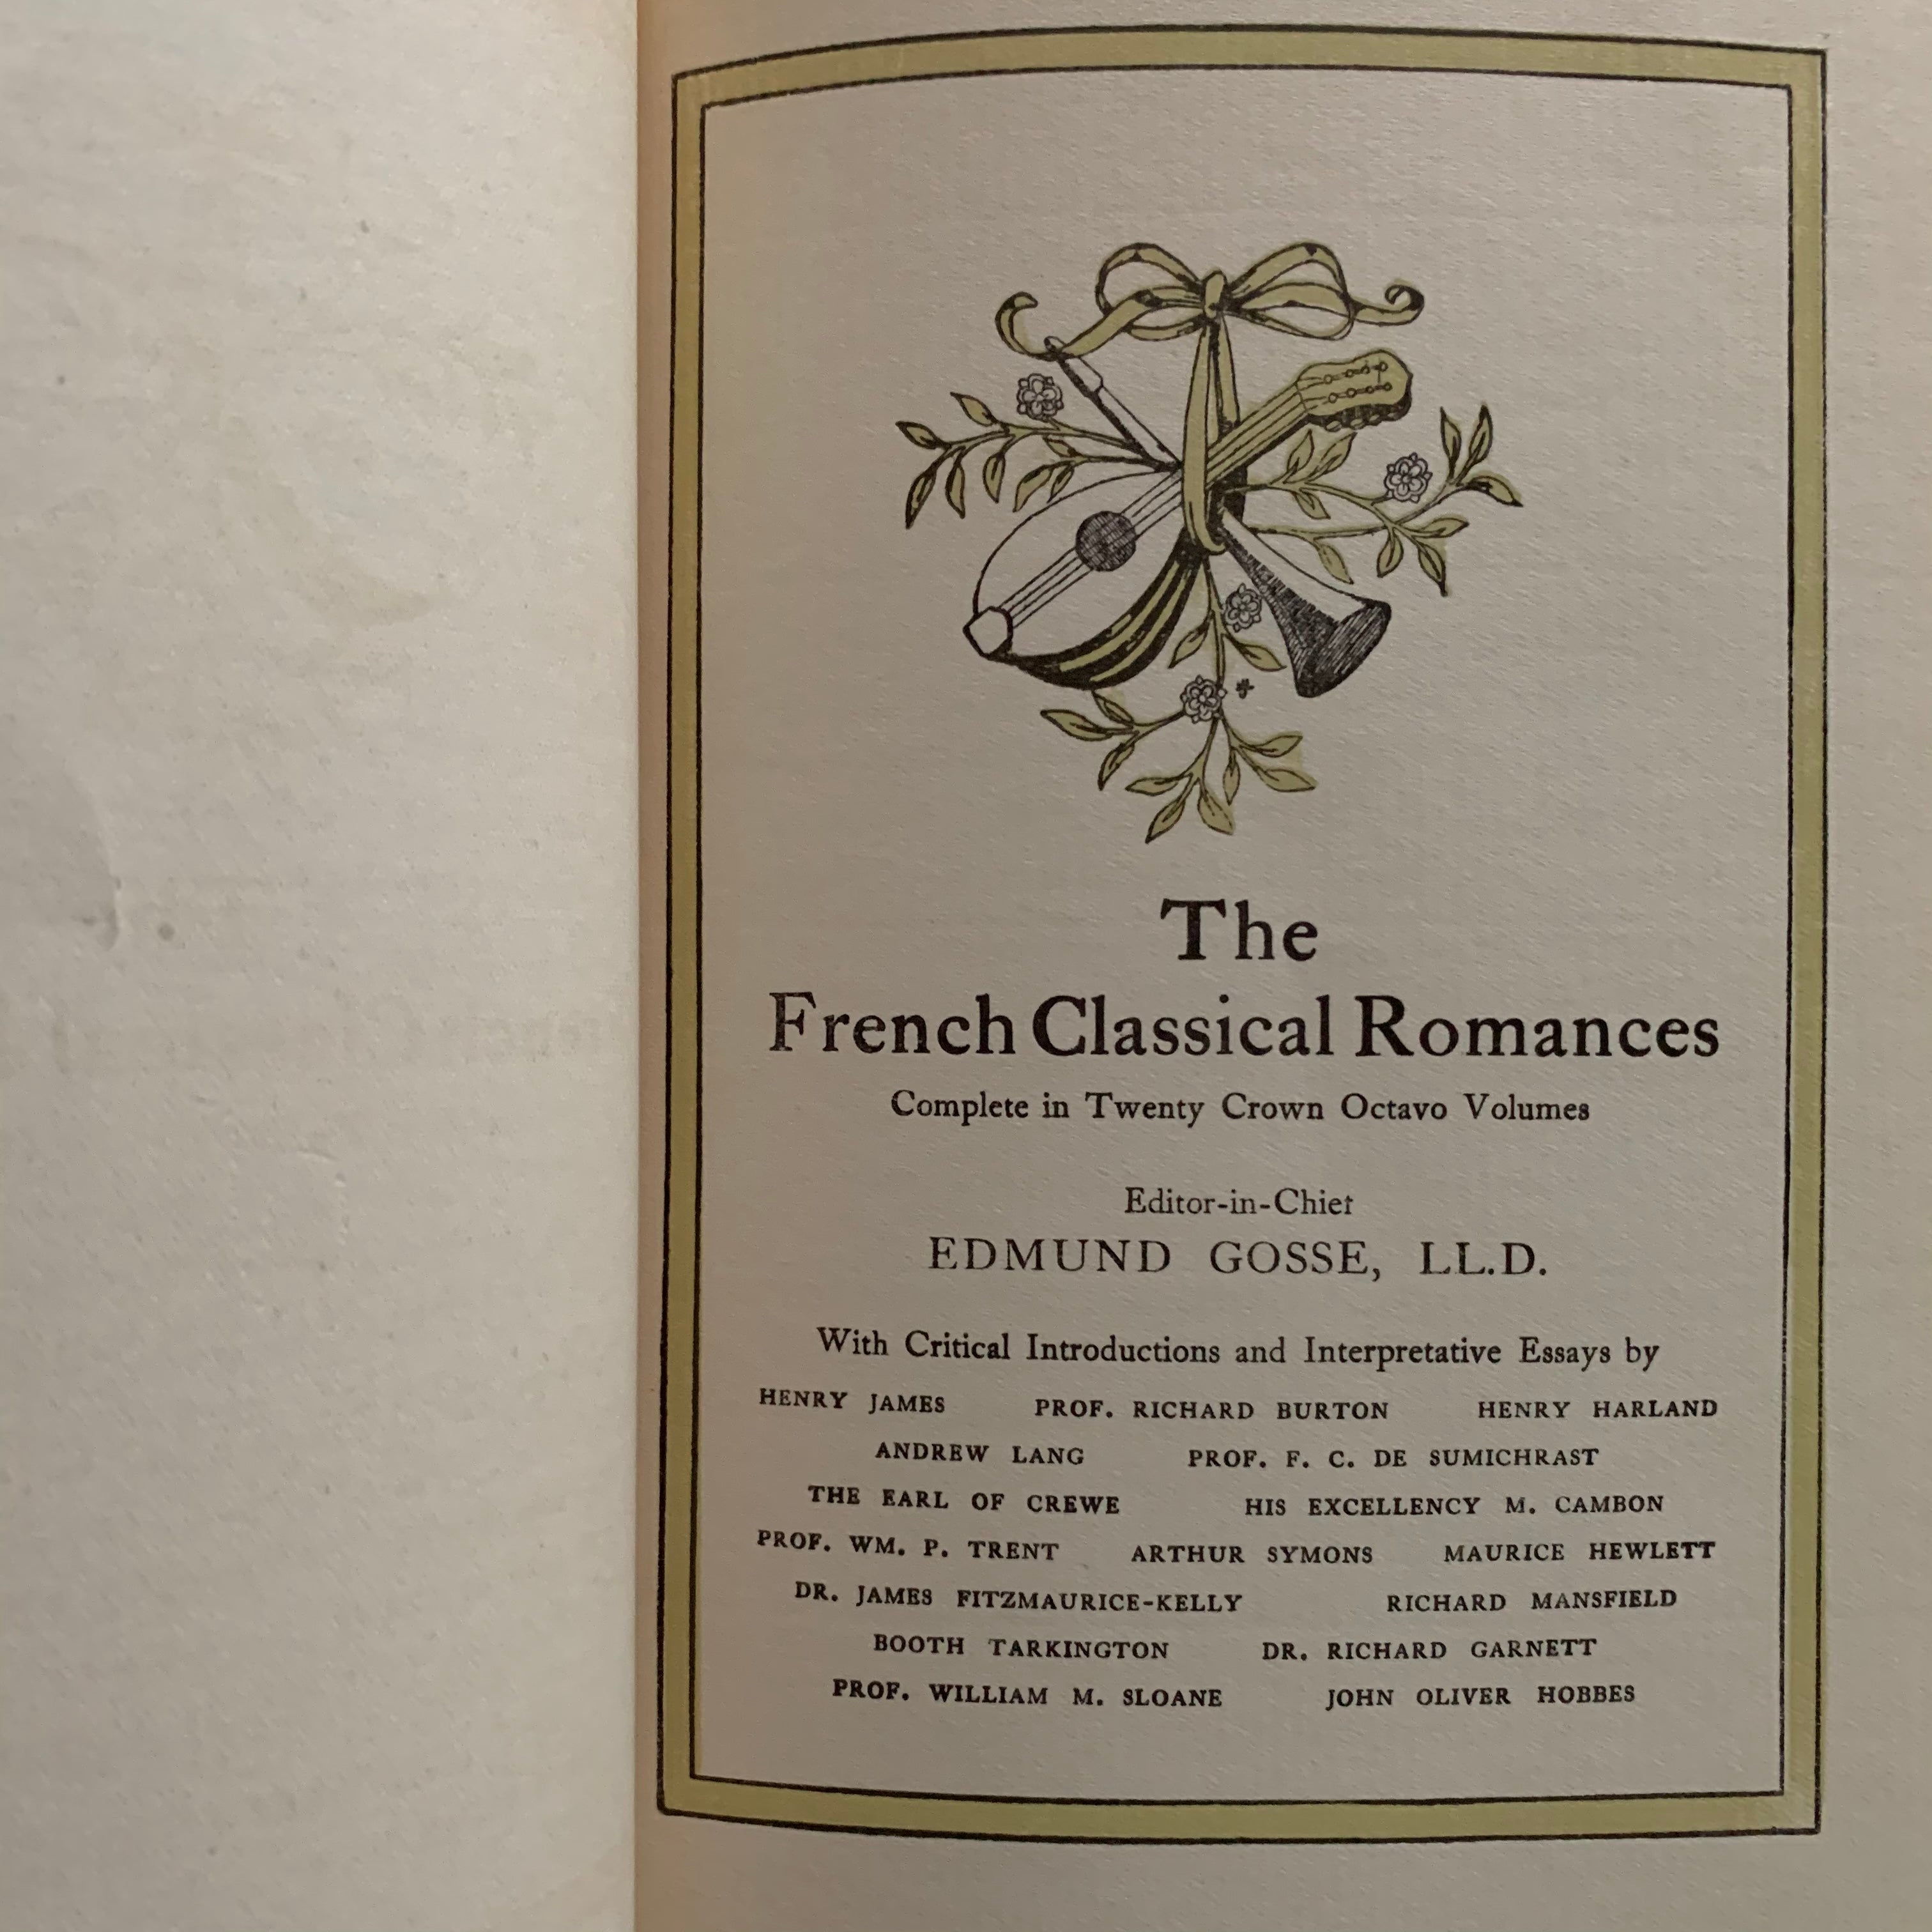 The
French Classical Romances
Complete in Twenty Crown Octavo Volumes
Editor-in-Chief
EDMUND GOSSE, LL.D.
With Critical Introductions and Interpretative Essays by
HENRY JAMES PROF. RICHARD BURTON HENRY HARLAND
ANDREW LANG PROF. F. C. DE SUMICHRAST
THE EARL OF CREWE HIS EXCELLENCY M. CAMBON
PROF. WM. P. TRENT ARTHUR SYMONS MAURICE HEWLETT
DR. JAMES FITZMAURICE-KELLY RICHARD MANSFIELD
BOOTH TARKINGTON DR. RICHARD GARNETT
PROF. WILLIAM M. SLOANE JOHN OLIVER HOBBES